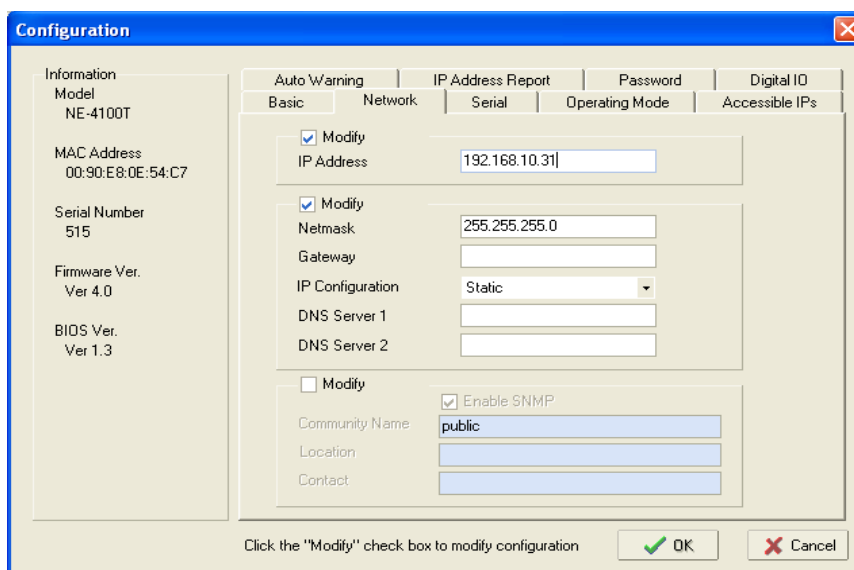 Configuration
Information
Model
NE-4100T
MAC Address
00:90:E8:0E:54:C7
Serial Number
515
Firmware Ver.
Ver 4.0
BIOS Ver.
Ver 1.3
Auto Warning IP Address Report Password Digital IO
Basic Network Serial Operating Mode Accessible IPs
Modify
IP Address 192.168.10.31
Modify
Netmask 255.255.255.0
Gateway
IP Configuration Static
DNS Server 1
DNS Server 2
Modify
Enable SNMP
Community Name public
Location
Contact
Click the "Modify" check box to modify configuration OK Cancel